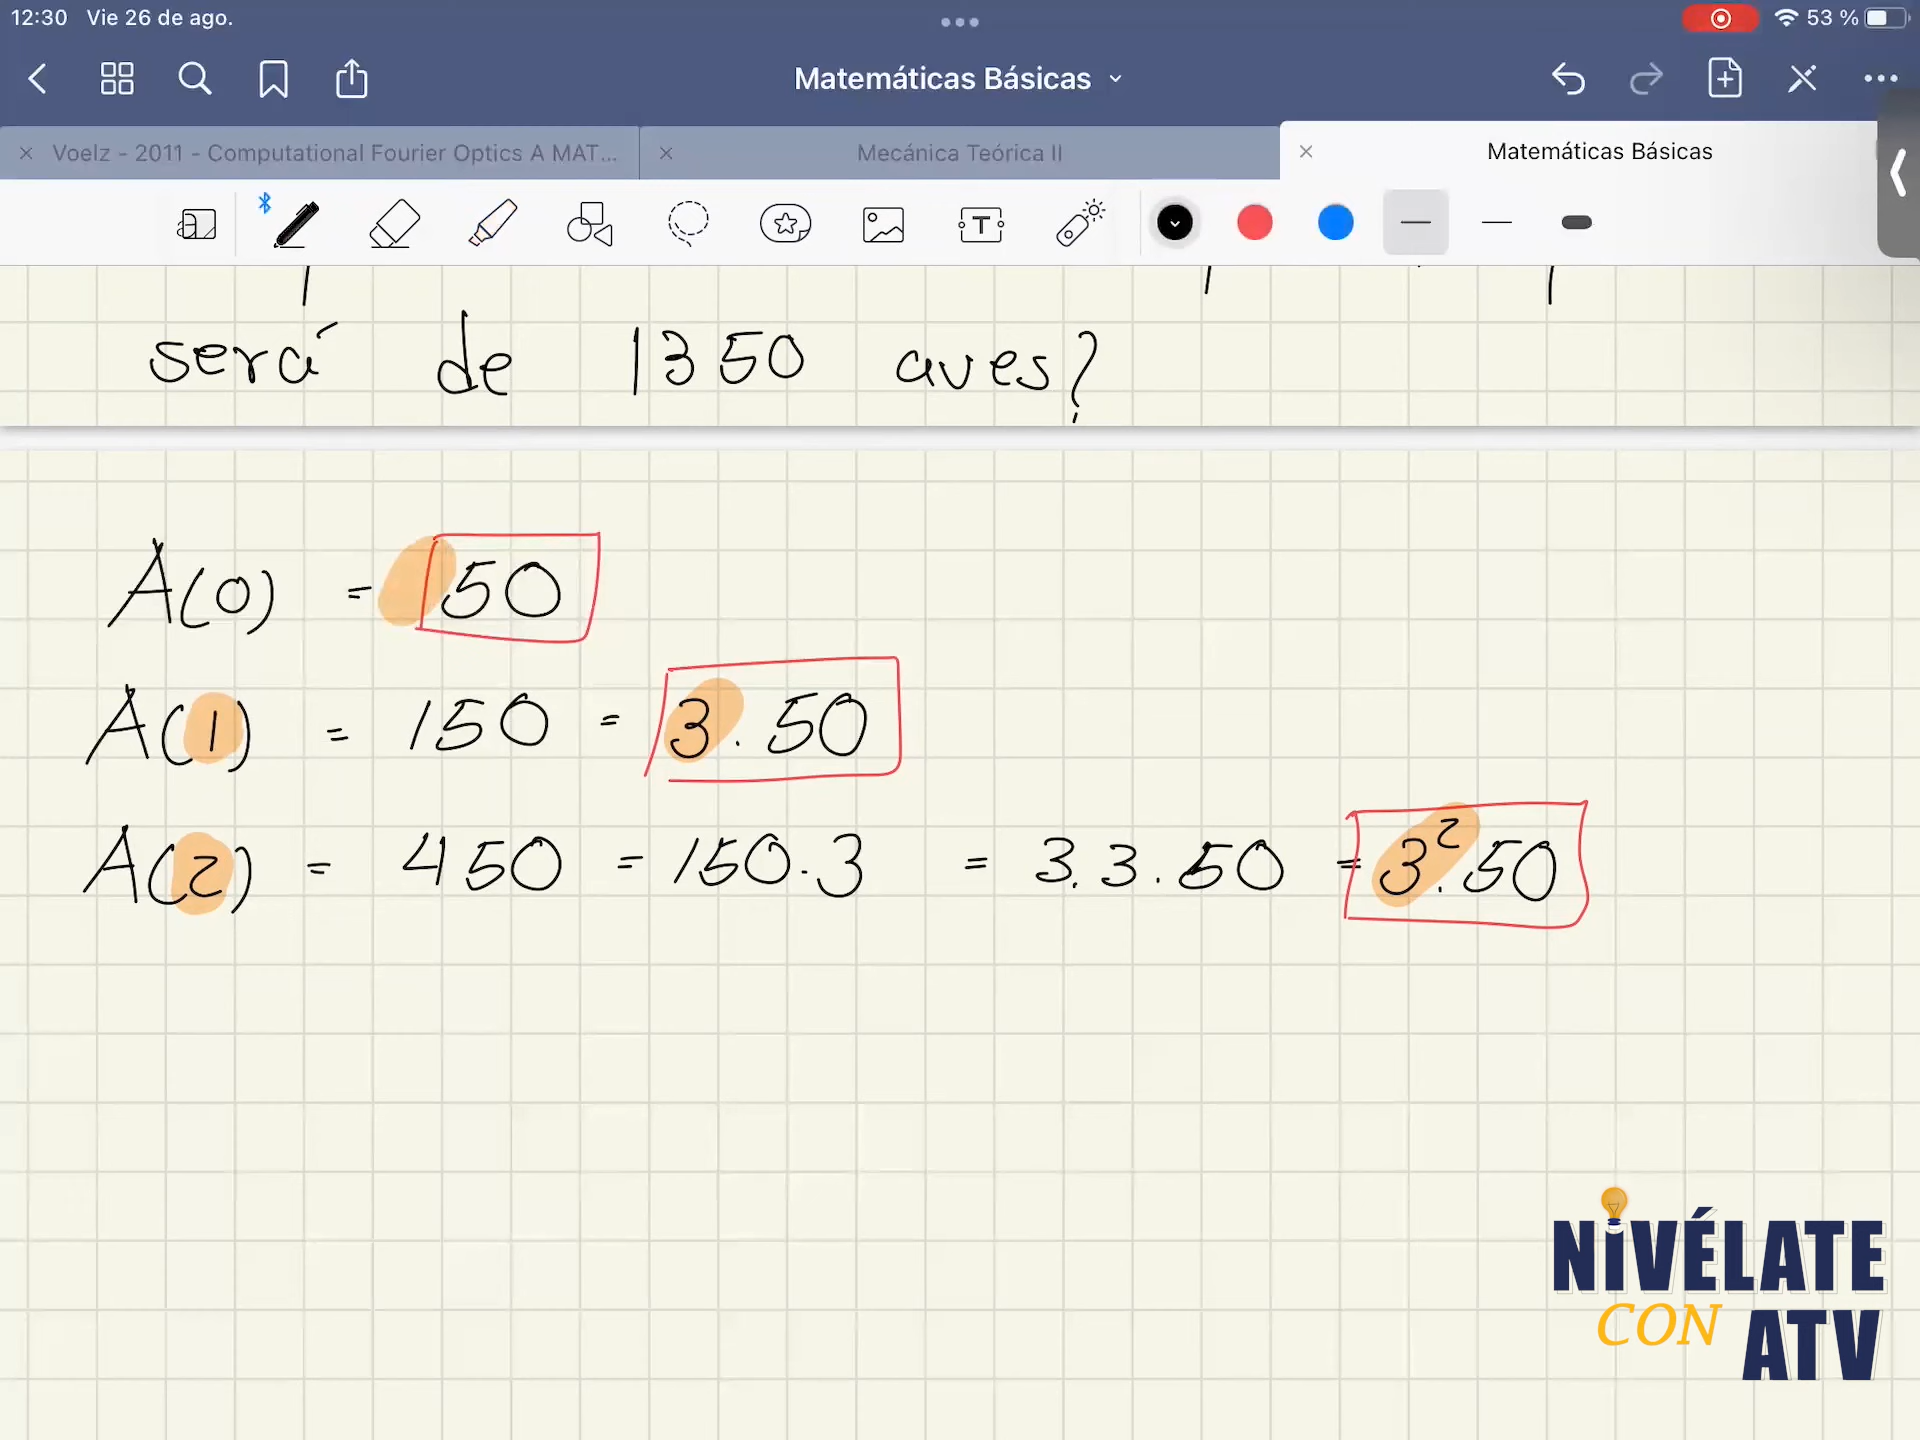 12:30 Vie 26 de ago.
53 %
Matemáticas Básicas
Voelz - 2011 - Computational Fourier Optics A MAT...
Mecánica Teórica II
Matemáticas Básicas
será de 1350 aves?
A(0) = 50
A(1) = 150 = 3.50
A(2) = 450 = 150.3 = 3.3.50 = 3².50
NIVÉLATE
CON
ATV